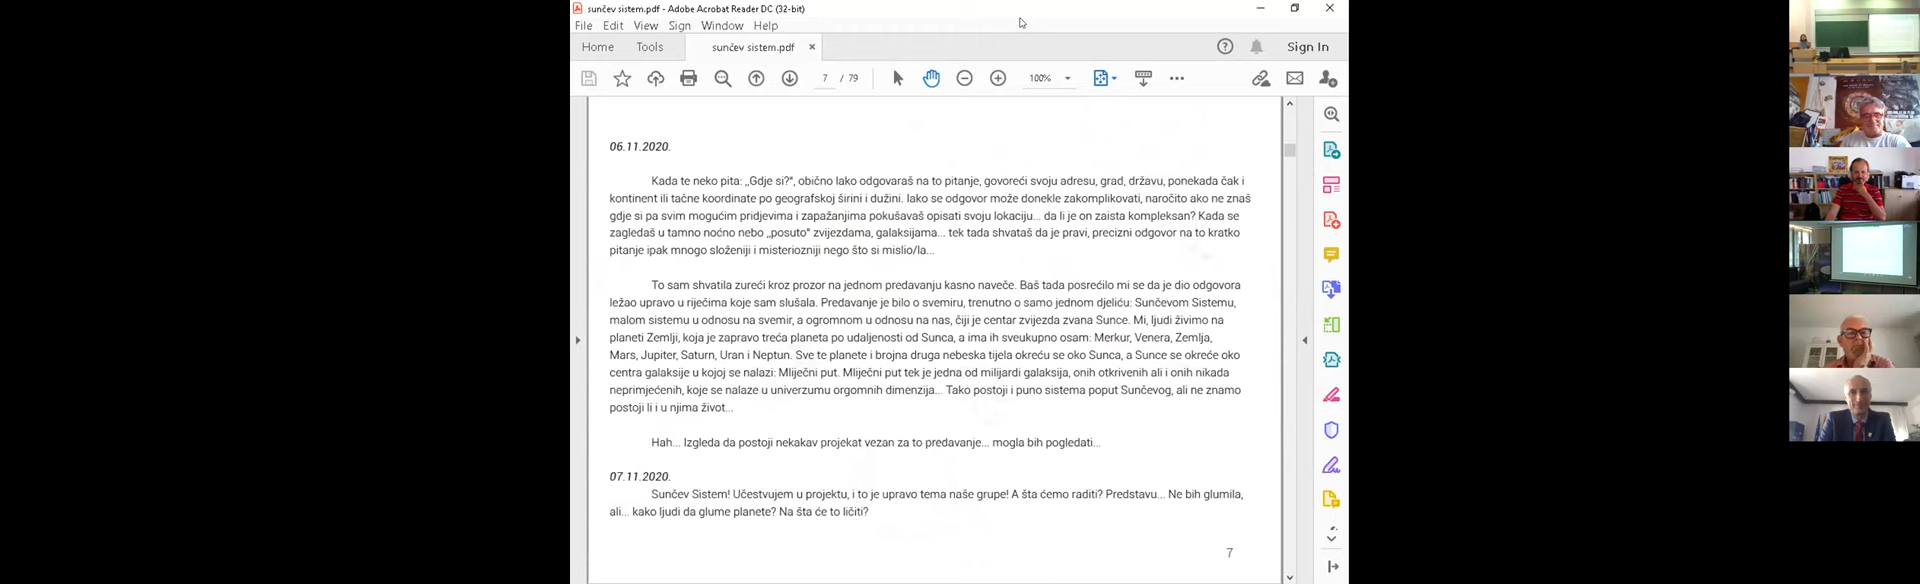 sunčev sistem.pdf - Adobe Acrobat Reader DC (32-bit)
File Edit View Sign Window Help
Home Tools sunčev sistem.pdf × Sign In
7 / 79 100%
06.11.2020.
Kada te neko pita: „Gdje si?", obično lako odgovaraš na to pitanje, govoreći svoju adresu, grad, državu, ponekada čak i
kontinent ili tačne koordinate po geografskoj širini i dužini. Iako se odgovor može donekle zakomplikovati, naročito ako ne znaš
gdje si pa svim mogućim pridjevima i zapažanjima pokušavaš opisati svoju lokaciju... da li je on zaista kompleksan? Kada se
zagledaš u tamno noćno nebo „posuto" zvijezdama, galaksijama... tek tada shvataš da je pravi, precizni odgovor na to kratko
pitanje ipak mnogo složeniji i misteriozniji nego što si mislio/la...
To sam shvatila zureći kroz prozor na jednom predavanju kasno naveče. Baš tada posrećilo mi se da je dio odgovora
ležao upravo u riječima koje sam slušala. Predavanje je bilo o svemiru, trenutno o samo jednom djeliću: Sunčevom Sistemu,
malom sistemu u odnosu na svemir, a ogromnom u odnosu na nas, čiji je centar zvijezda zvana Sunce. Mi, ljudi živimo na
planeti Zemlji, koja je zapravo treća planeta po udaljenosti od Sunca, a ima ih sveukupno osam: Merkur, Venera, Zemlja,
Mars, Jupiter, Saturn, Uran i Neptun. Sve te planete i brojna druga nebeska tijela okreću se oko Sunca, a Sunce se okreće oko
centra galaksije u kojoj se nalazi: Mliječni put. Mliječni put tek je jedna od milijardi galaksija, onih otkrivenih ali i onih nikada
neprimjećenih, koje se nalaze u univerzumu orgomnih dimenzija... Tako postoji i puno sistema poput Sunčevog, ali ne znamo
postoji li i u njima život...
Hah... Izgleda da postoji nekakav projekat vezan za to predavanje... mogla bih pogledati...
07.11.2020.
Sunčev Sistem! Učestvujem u projektu, i to je upravo tema naše grupe! A šta ćemo raditi? Predstavu... Ne bih glumila,
ali... kako ljudi da glume planete? Na šta će to ličiti?
7